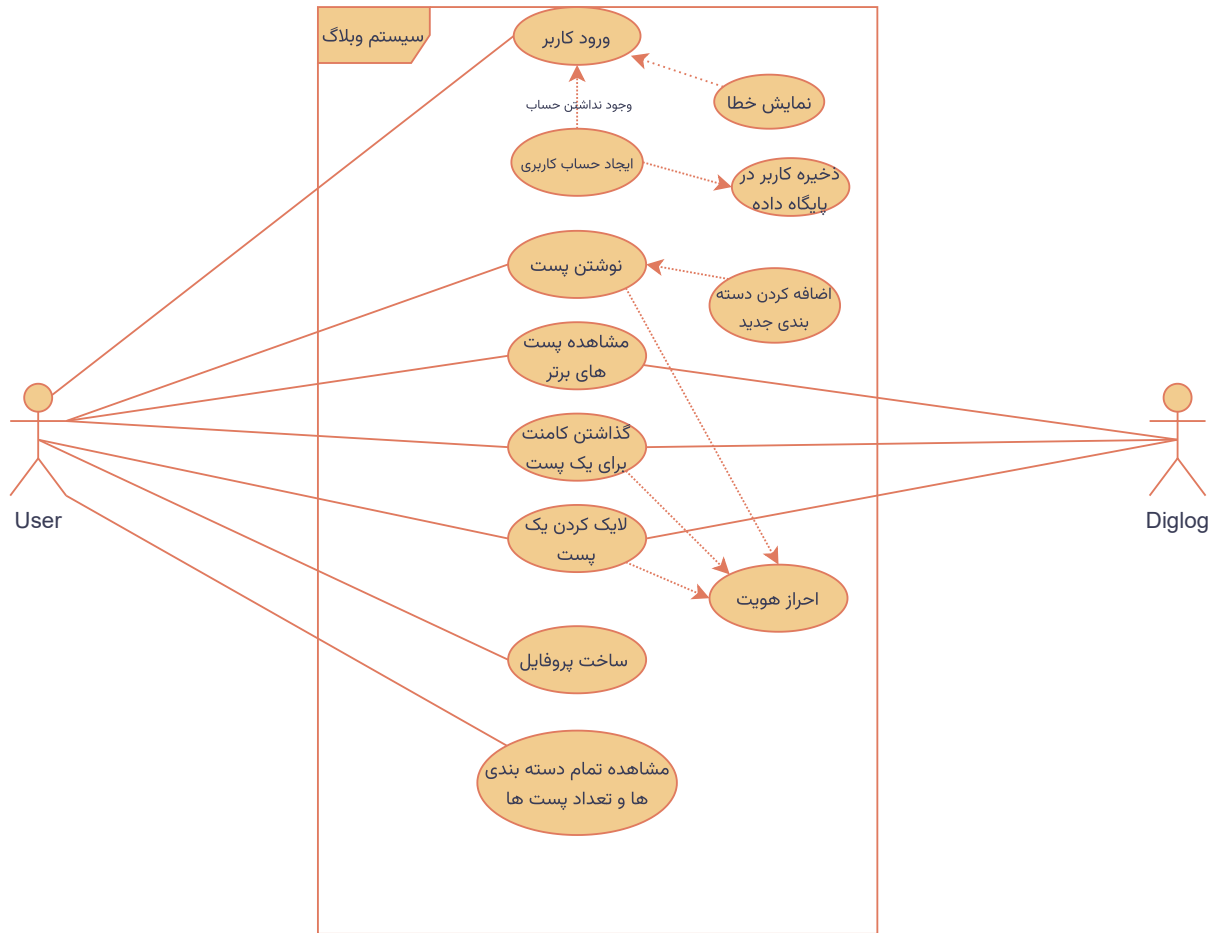 سیستم وبلاگ
ورود کاربر
نمایش خطا
وجود نداشتن حساب
ایجاد حساب کاربری
ذخیره کاربر در
پایگاه داده
نوشتن پست
اضافه کردن دسته
بندی جدید
مشاهده پست
های برتر
گذاشتن کامنت
برای یک پست
User
Diglog
لایک کردن یک
پست
احراز هویت
ساخت پروفایل
مشاهده تمام دسته بندی
ها و تعداد پست ها